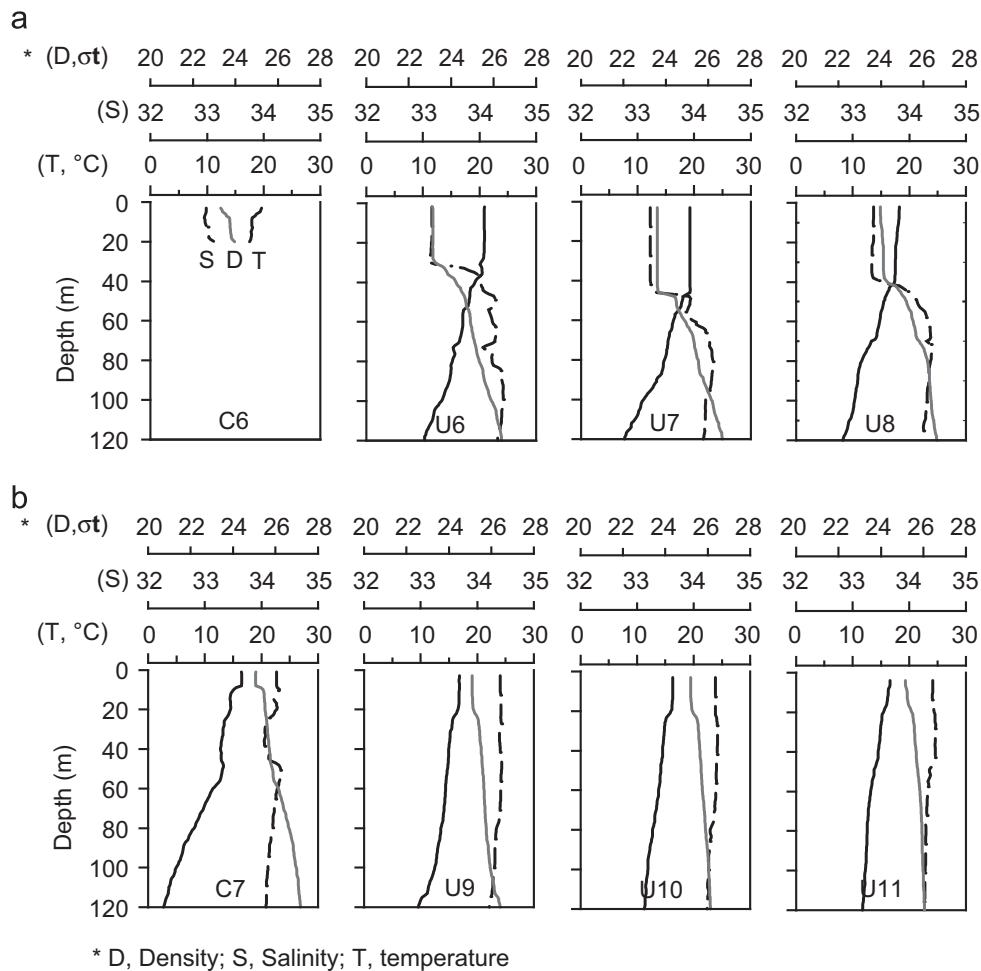 a
* (D,σt) 20 22 24 26 28 20 22 24 26 28 20 22 24 26 28 20 22 24 26 28
(S) 32 33 34 35 32 33 34 35 32 33 34 35 32 33 34 35
(T, °C) 0 10 20 30 0 10 20 30 0 10 20 30 0 10 20 30
Depth (m)
0
20
40
60
80
100
120
S D T
C6 U6 U7 U8
b
* (D,σt) 20 22 24 26 28 20 22 24 26 28 20 22 24 26 28 20 22 24 26 28
(S) 32 33 34 35 32 33 34 35 32 33 34 35 32 33 34 35
(T, °C) 0 10 20 30 0 10 20 30 0 10 20 30 0 10 20 30
Depth (m)
0
20
40
60
80
100
120
C7 U9 U10 U11
* D, Density; S, Salinity; T, temperature